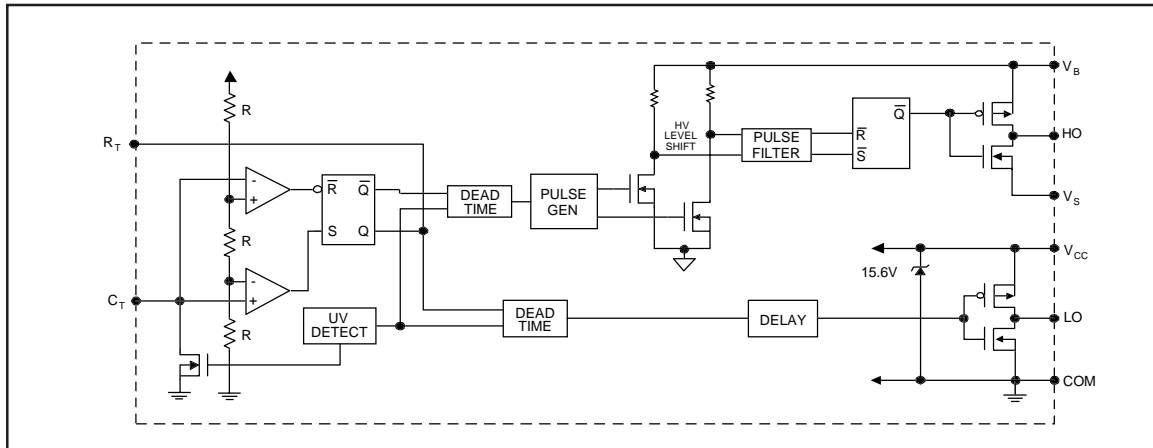 V_B
R
R_T
HV
LEVEL
SHIFT
PULSE
FILTER
R̅
S̅
Q̅
HO
-
+
R̅
S
Q̅
Q
DEAD
TIME
PULSE
GEN
V_S
R
V_CC
15.6V
C_T
-
+
R
UV
DETECT
DEAD
TIME
DELAY
LO
COM